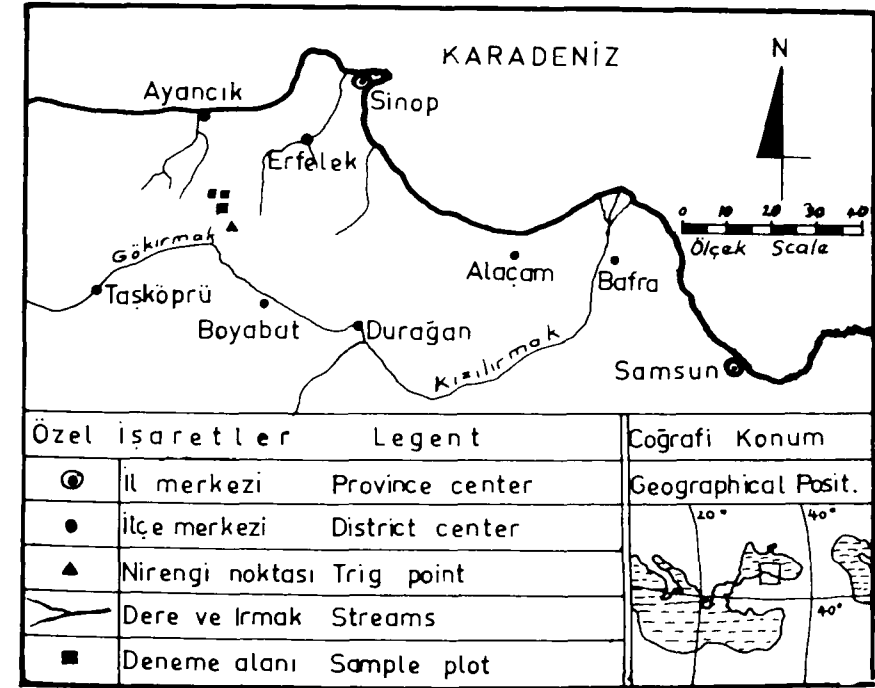 KARADENİZ
N
Ayancık
Sinop
Erfelek
0 10 20 30 40
Ölçek Scale
Gökırmak
Alaçam
Bafra
Taşköprü
Boyabat
Durağan
Kızılırmak
Samsun
Özel İşaretler Legent
Coğrafi Konum
İl merkezi Province center
Geographical Posit.
İlçe merkezi District center
20° 40°
Nirengi noktası Trig point
Dere ve Irmak Streams
40°
Deneme alanı Sample plot